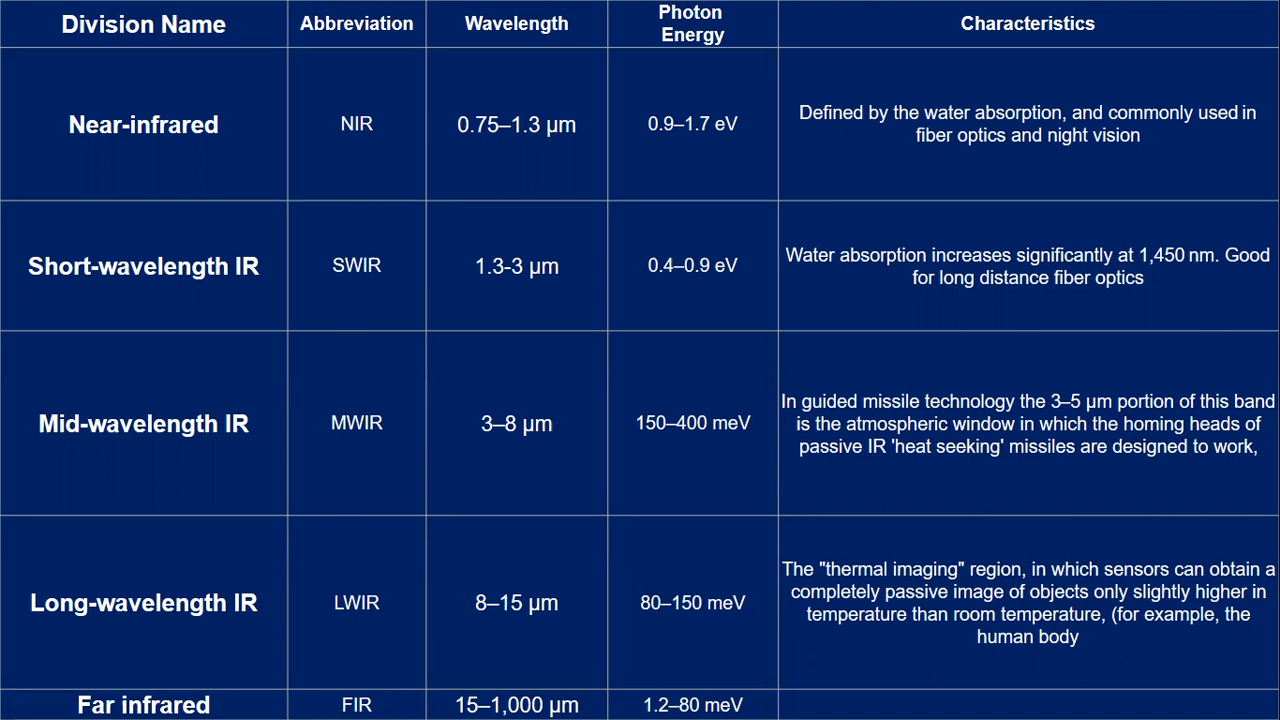 Division Name
Abbreviation
Wavelength
Photon
Energy
Characteristics
Near-infrared
NIR
0.75–1.3 µm
0.9–1.7 eV
Defined by the water absorption, and commonly used in
fiber optics and night vision
Short-wavelength IR
SWIR
1.3-3 µm
0.4–0.9 eV
Water absorption increases significantly at 1,450 nm. Good
for long distance fiber optics
Mid-wavelength IR
MWIR
3–8 µm
150–400 meV
In guided missile technology the 3–5 µm portion of this band
is the atmospheric window in which the homing heads of
passive IR 'heat seeking' missiles are designed to work,
Long-wavelength IR
LWIR
8–15 µm
80–150 meV
The "thermal imaging" region, in which sensors can obtain a
completely passive image of objects only slightly higher in
temperature than room temperature, (for example, the
human body
Far infrared
FIR
15–1,000 µm
1.2–80 meV